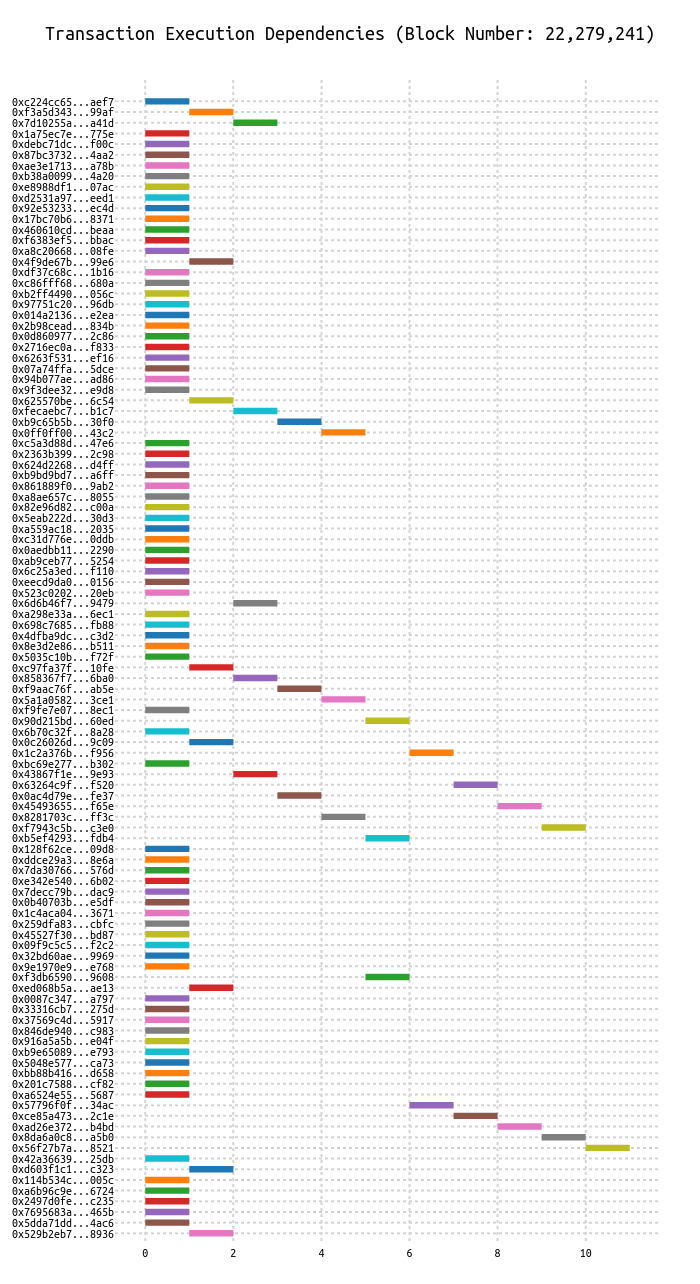 Transaction Execution Dependencies (Block Number: 22,279,241)
0xc224cc65...aef7
0xf3a5d343...99af
0x7d10255a...a41d
0x1a75ec7e...775e
0xdebc71dc...f00c
0x87bc3732...4aa2
0xae3e1713...a78b
0xb38a0099...4a20
0xe8988df1...07ac
0xd2531a97...eed1
0x92e53233...ec4d
0x17bc70b6...8371
0x460610cd...beaa
0xf6383ef5...bbac
0xa8c20668...08fe
0x4f9de67b...99e6
0xdf37c68c...1b16
0xc86fff68...680a
0xb2ff4490...056c
0x97751c20...96db
0x014a2136...e2ea
0x2b98cead...834b
0x0d860977...2c86
0x2716ec0a...f833
0x6263f531...ef16
0x07a74ffa...5dce
0x94b077ae...ad86
0x9f3dee32...e9d8
0x625570be...6c54
0xfecaebc7...b1c7
0xb9c65b5b...30f0
0x0ff0ff00...43c2
0xc5a3d88d...47e6
0x2363b399...2c98
0x624d2268...d4ff
0xb9bd9bd7...a6ff
0x861889f0...9ab2
0xa8ae657c...8055
0x82e96d82...c00a
0x5eab222d...30d3
0xa559ac18...2035
0xc31d776e...0ddb
0x0aedbb11...2290
0xab9ceb77...5254
0x6c25a3ed...f110
0xeecd9da0...0156
0x523c0202...20eb
0x6d6b46f7...9479
0xa298e33a...6ec1
0x698c7685...fb88
0x4dfba9dc...c3d2
0x8e3d2e86...b511
0x5035c10b...f72f
0xc97fa37f...10fe
0x858367f7...6ba0
0xf9aac76f...ab5e
0x5a1a0582...3ce1
0xf9fe7e07...8ec1
0x90d215bd...60ed
0x6b70c32f...8a28
0x0c26026d...9c09
0x1c2a376b...f956
0xbc69e277...b302
0x43867f1e...9e93
0x63264c9f...f520
0x0ac4d79e...fe37
0x45493655...f65e
0x8281703c...ff3c
0xf7943c5b...c3e0
0xb5ef4293...fdb4
0x128f62ce...09d8
0xddce29a3...8e6a
0x7da30766...576d
0xe342e540...6b02
0x7decc79b...dac9
0x0b40703b...e5df
0x1c4aca04...3671
0x259dfa83...cbfc
0x45527f30...bd87
0x09f9c5c5...f2c2
0x32bd60ae...9969
0x9e1970e9...e768
0xf3db6590...9608
0xed068b5a...ae13
0x0087c347...a797
0x33316cb7...275d
0x37569c4d...5917
0x846de940...c983
0x916a5a5b...e04f
0xb9e65089...e793
0x5048e577...ca73
0xbb88b416...d658
0x201c7588...cf82
0xa6524e55...5687
0x57796f0f...34ac
0xce85a473...2c1e
0xad26e372...b4bd
0x8da6a0c8...a5b0
0x56f27b7a...8521
0x42a36639...25db
0xd603f1c1...c323
0x114b534c...005c
0xa6b96c9e...6724
0x2497d0fe...c235
0x7695683a...465b
0x5dda71dd...4ac6
0x529b2eb7...8936
0 2 4 6 8 10